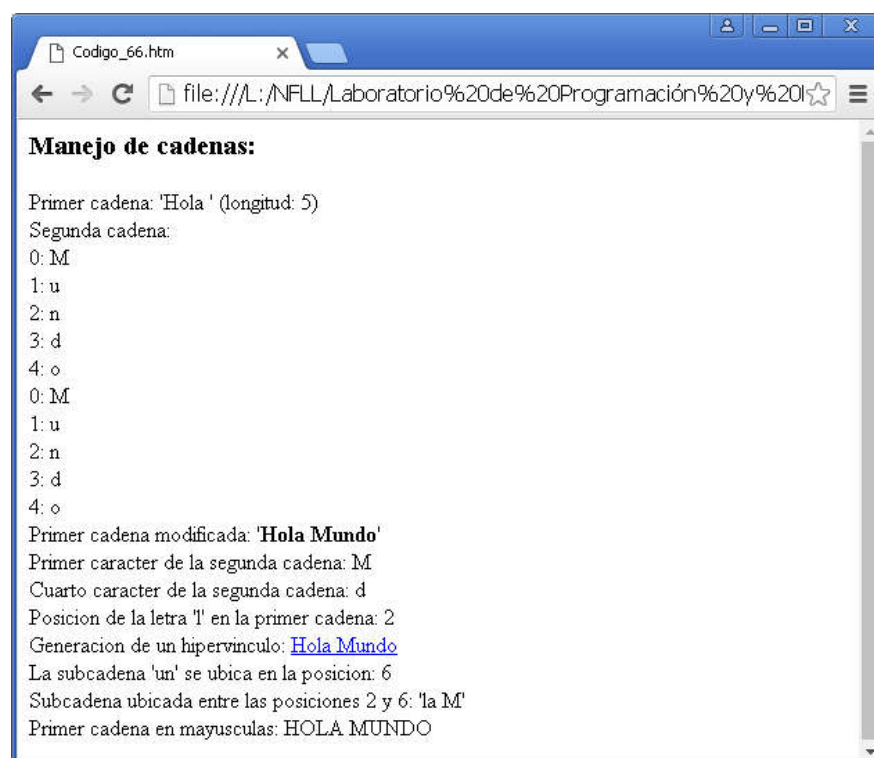 Codigo_66.htm
file:///L:/NFLL/Laboratorio%20de%20Programación%20y%20l
Manejo de cadenas:
Primer cadena: 'Hola ' (longitud: 5)
Segunda cadena:
0: M
1: u
2: n
3: d
4: o
0: M
1: u
2: n
3: d
4: o
Primer cadena modificada: 'Hola Mundo'
Primer caracter de la segunda cadena: M
Cuarto caracter de la segunda cadena: d
Posicion de la letra 'l' en la primer cadena: 2
Generacion de un hipervinculo: Hola Mundo
La subcadena 'un' se ubica en la posicion: 6
Subcadena ubicada entre las posiciones 2 y 6: 'la M'
Primer cadena en mayusculas: HOLA MUNDO